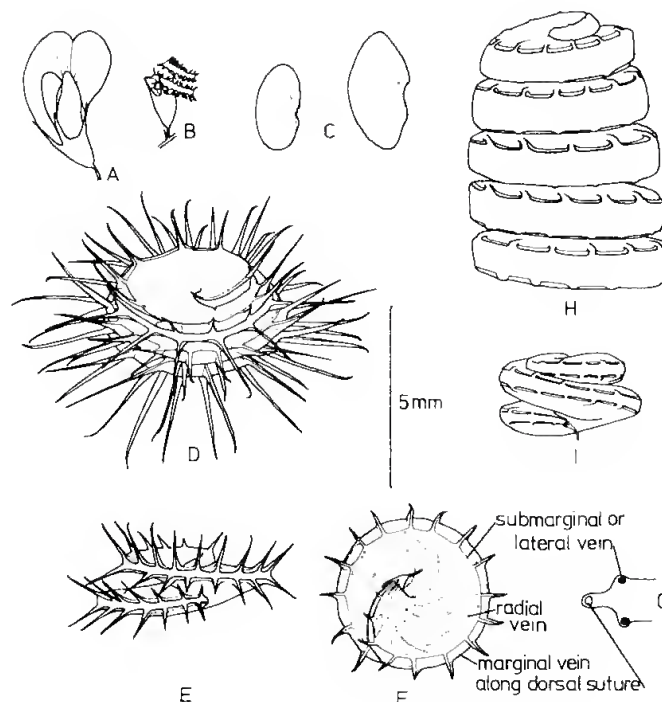 A
B
C
H
D
5mm
I
submarginal or
lateral vein
radial
vein
marginal vein
along dorsal suture
E
F